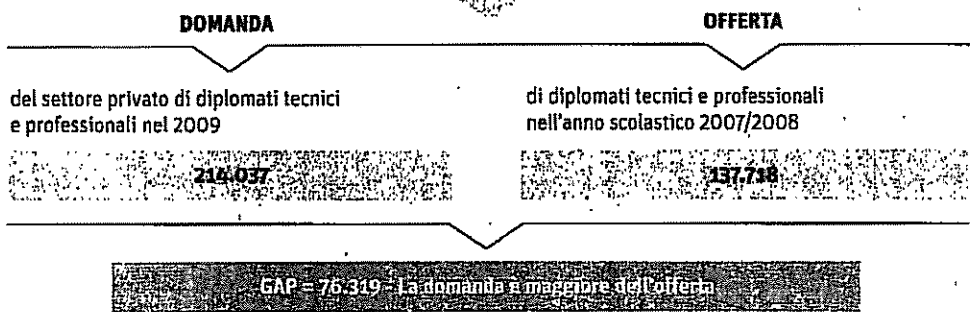 DOMANDA
OFFERTA
del settore privato di diplomati tecnici
e professionali nel 2009
di diplomati tecnici e professionali
nell'anno scolastico 2007/2008
214.037
137.718
GAP = 76.319 - La domanda è maggiore dell'offerta